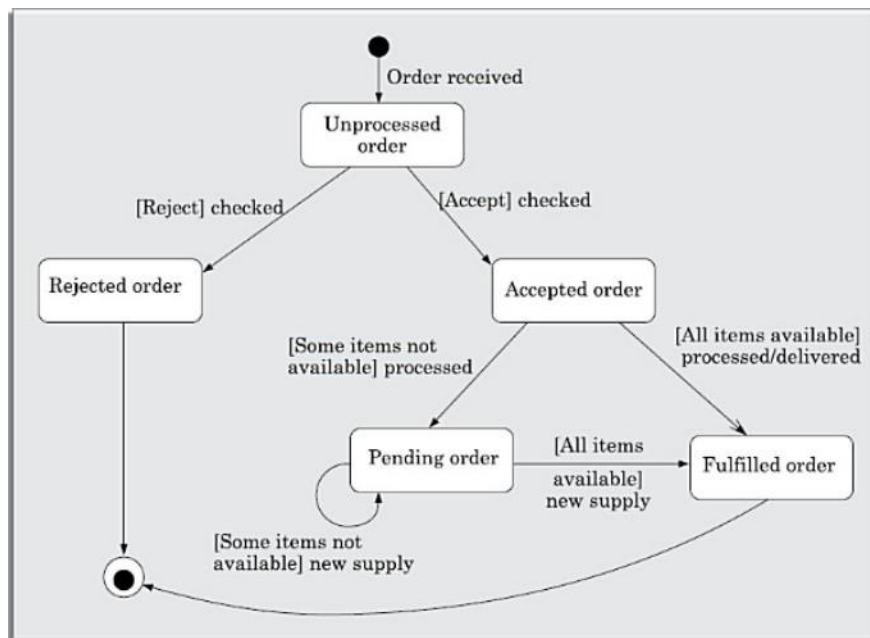 Order received
Unprocessed
order
[Reject] checked
[Accept] checked
Rejected order
Accepted order
[Some items not
available] processed
[All items available]
processed/delivered
Pending order
[All items
available]
new supply
Fulfilled order
[Some items not
available] new supply